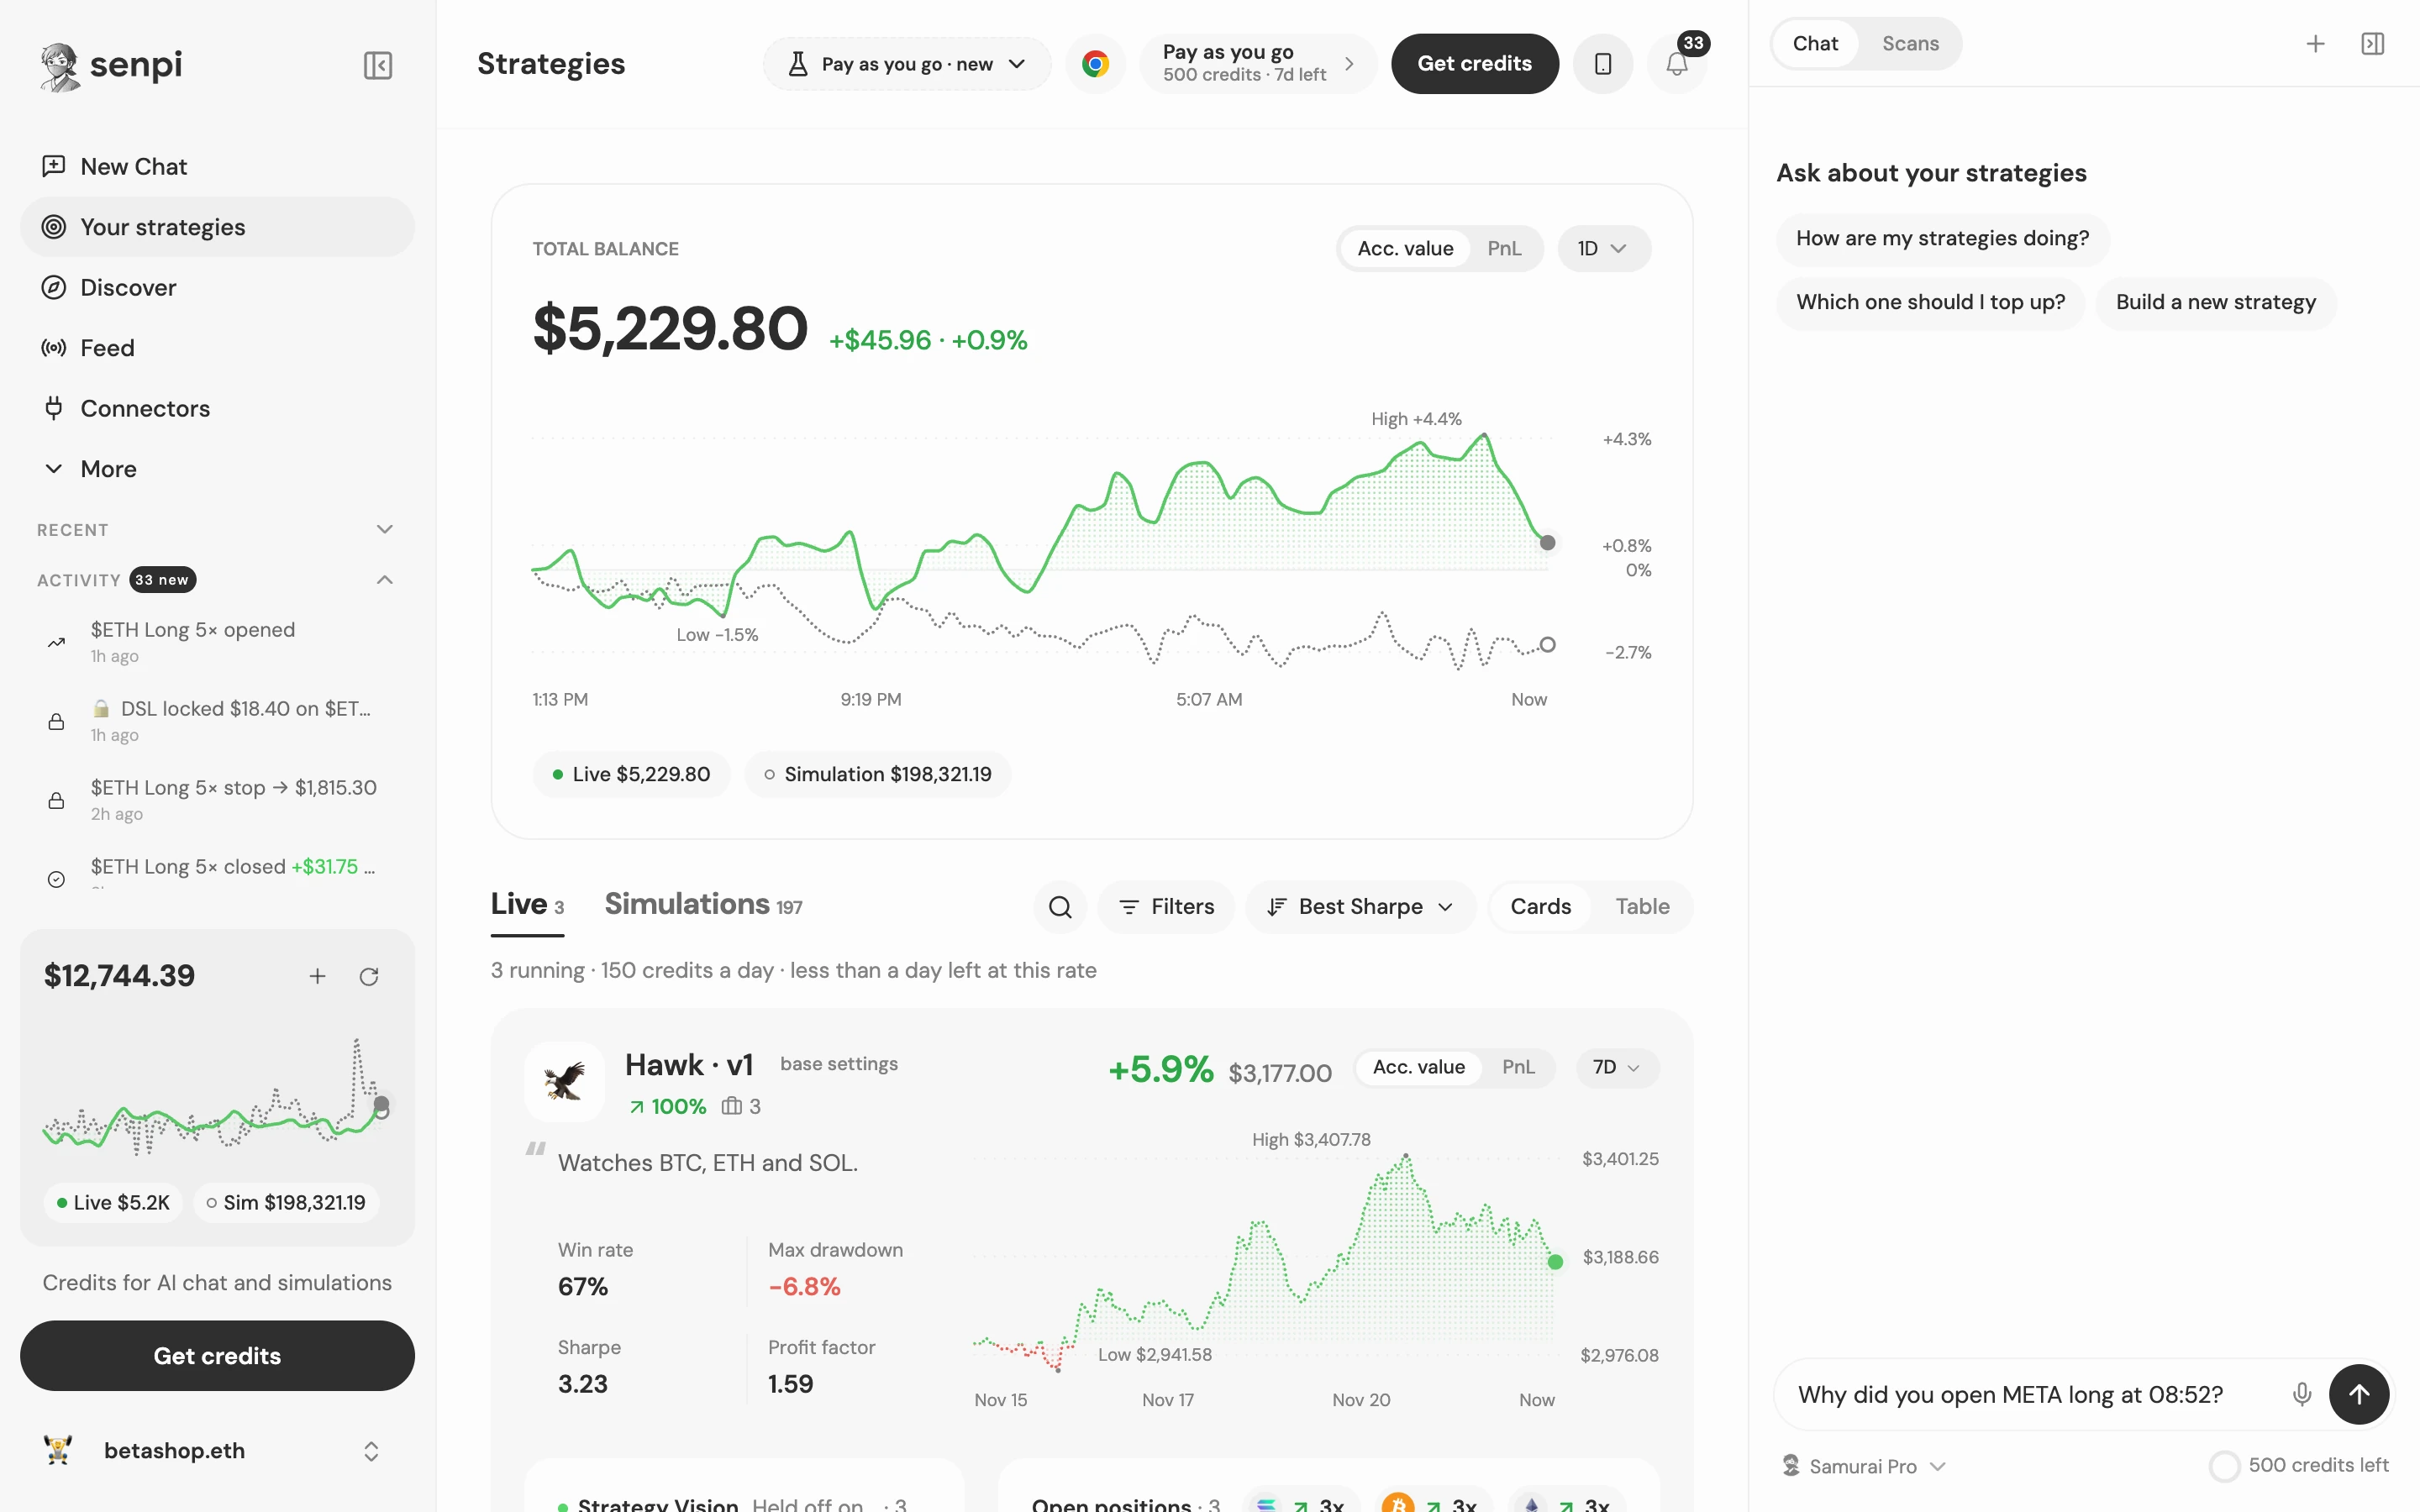 senpi
New Chat
Your strategies
Discover
Feed
Connectors
More
RECENT
ACTIVITY 33 new
$ETH Long 5× opened
1h ago
DSL locked $18.40 on $ET...
1h ago
$ETH Long 5× stop → $1,815.30
2h ago
$ETH Long 5× closed +$31.75 ...
$12,744.39
Live $5.2K
Sim $198,321.19
Credits for AI chat and simulations
Get credits
betashop.eth
Strategies
Pay as you go · new
Pay as you go
500 credits · 7d left
Get credits
33
TOTAL BALANCE
Acc. value
PnL
1D
$5,229.80 +$45.96 · +0.9%
High +4.4%
+4.3%
+0.8%
0%
Low −1.5%
−2.7%
1:13 PM
9:19 PM
5:07 AM
Now
Live $5,229.80
Simulation $198,321.19
Live 3
Simulations 197
Filters
Best Sharpe
Cards
Table
3 running · 150 credits a day · less than a day left at this rate
Hawk · v1
base settings
100%
3
+5.9% $3,177.00
Acc. value
PnL
7D
Watches BTC, ETH and SOL.
Win rate
67%
Max drawdown
-6.8%
Sharpe
3.23
Profit factor
1.59
High $3,407.78
$3,401.25
$3,188.66
Low $2,941.58
$2,976.08
Nov 15
Nov 17
Nov 20
Now
Strategy Vision Held off on · 3
Open positions · 3
3x
3x
3x
Chat
Scans
Ask about your strategies
How are my strategies doing?
Which one should I top up?
Build a new strategy
Why did you open META long at 08:52?
Samurai Pro
500 credits left